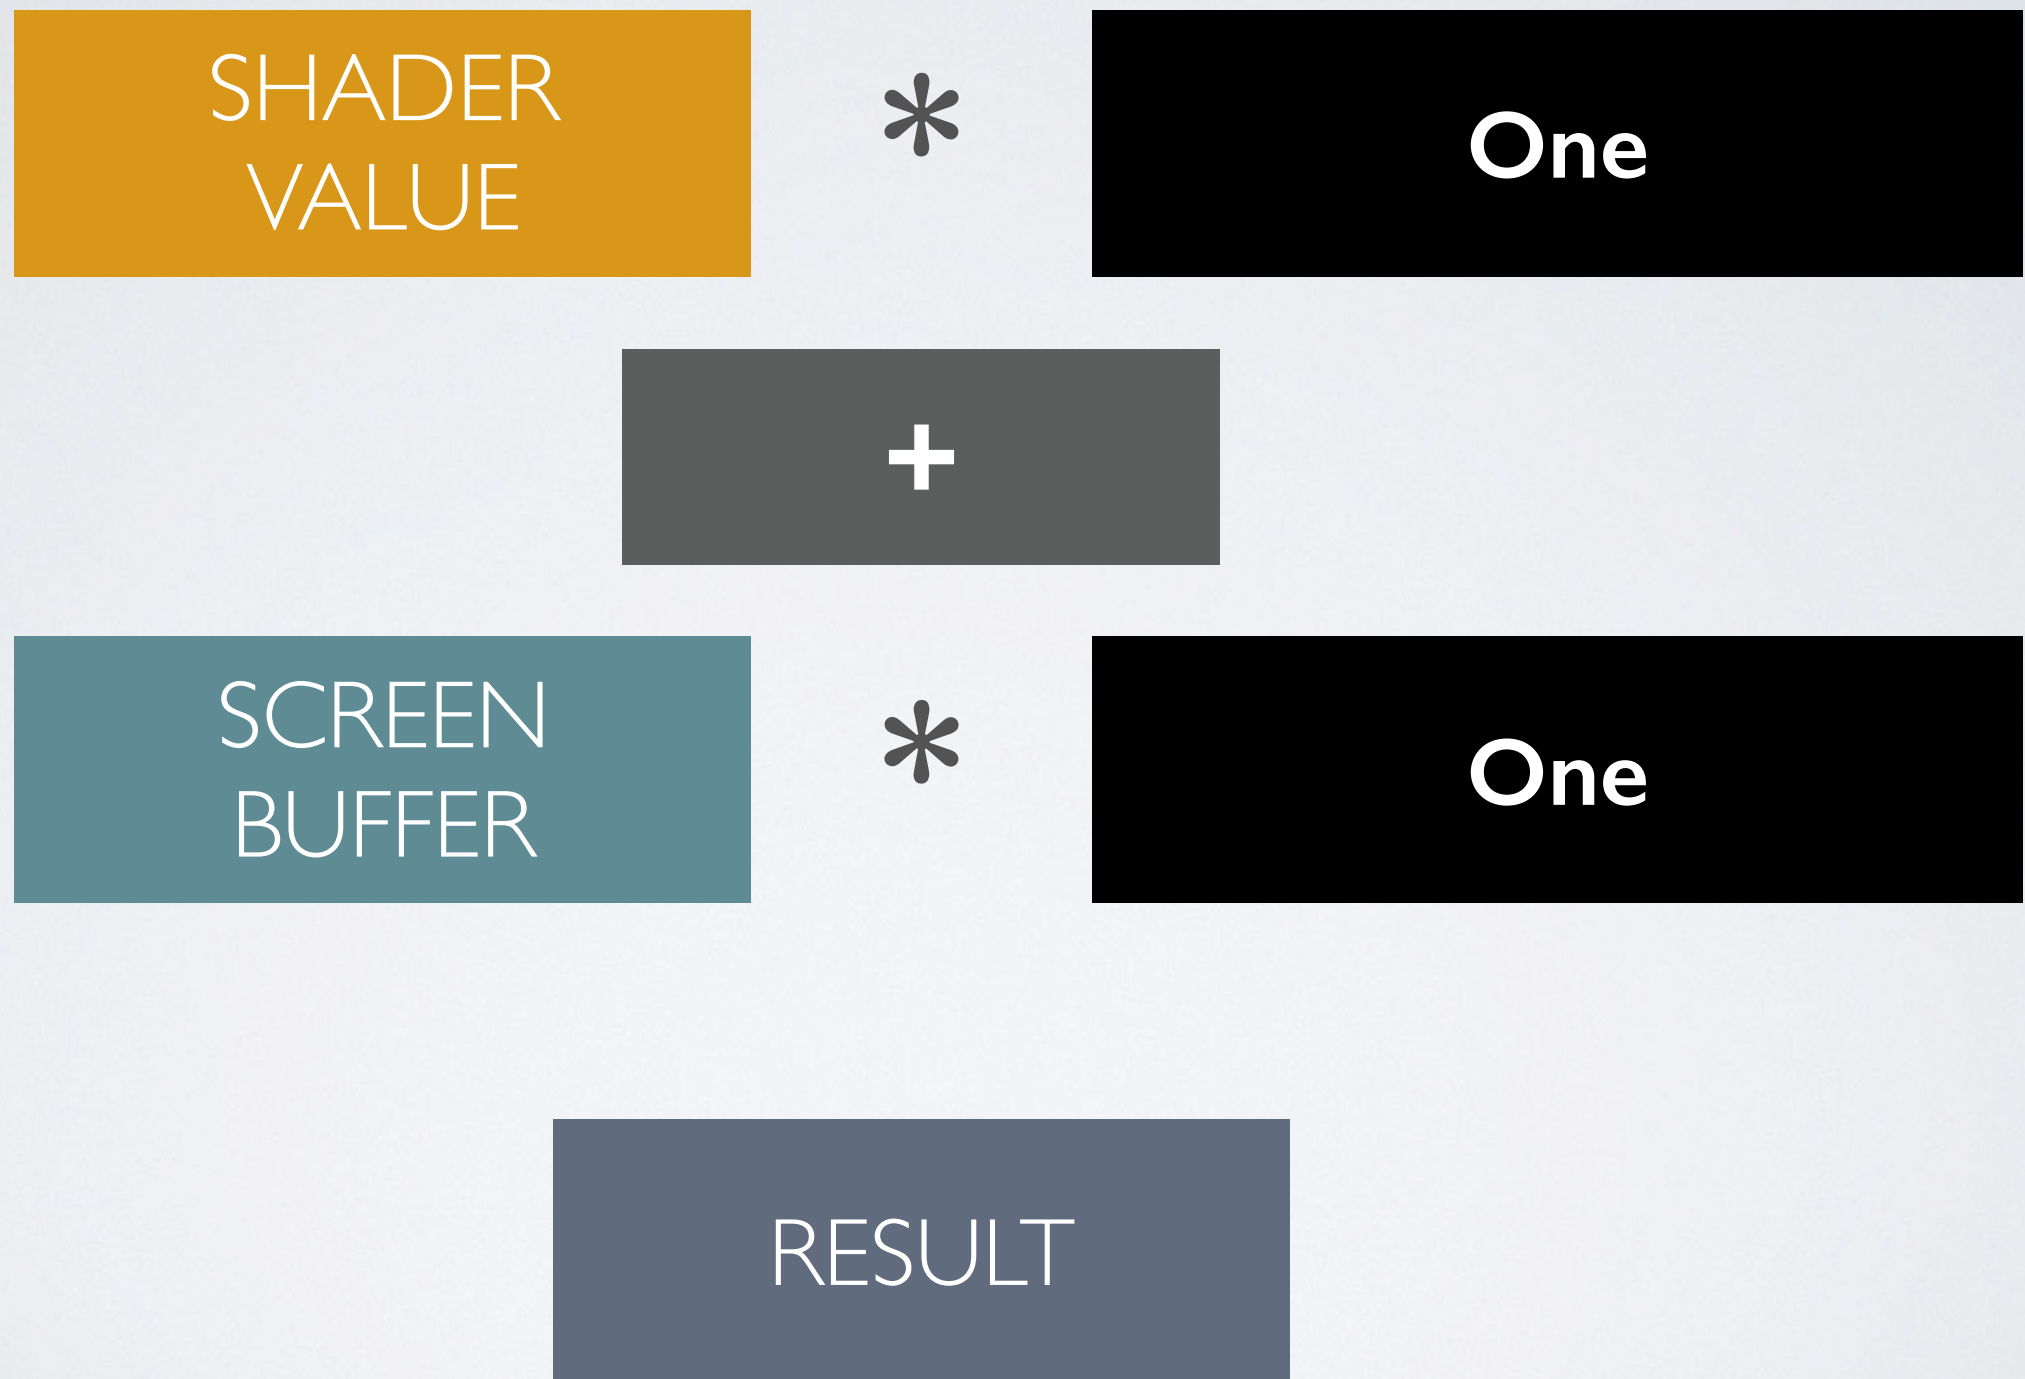 SHADER
VALUE
*
One
+
SCREEN
BUFFER
*
One
RESULT